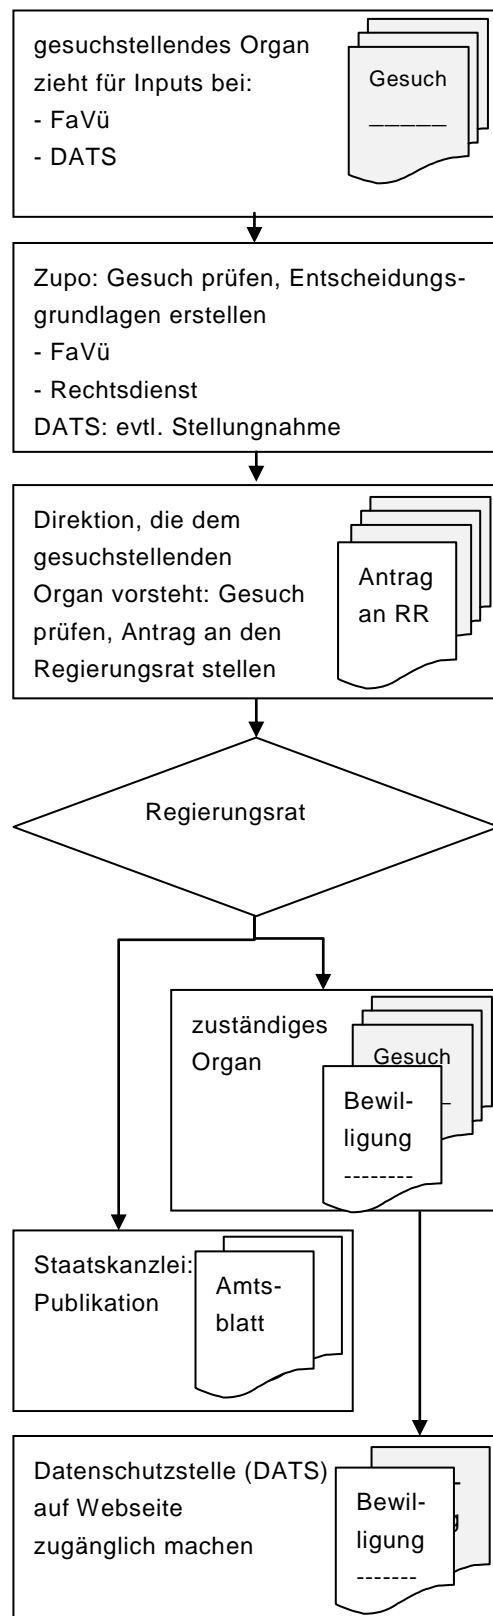 gesuchstellendes Organ
zieht für Inputs bei:
- FaVü
- DATS
Gesuch
_____
Zupo: Gesuch prüfen, Entscheidungs-
grundlagen erstellen
- FaVü
- Rechtsdienst
DATS: evtl. Stellungnahme
Direktion, die dem
gesuchstellenden
Organ vorsteht: Gesuch
prüfen, Antrag an den
Regierungsrat stellen
Antrag
an RR
Regierungsrat
zuständiges
Organ
Gesuch
Bewil-
ligung
--------
Staatskanzlei:
Publikation
Amts-
blatt
Datenschutzstelle (DATS)
auf Webseite
zugänglich machen
Bewil-
ligung
-------